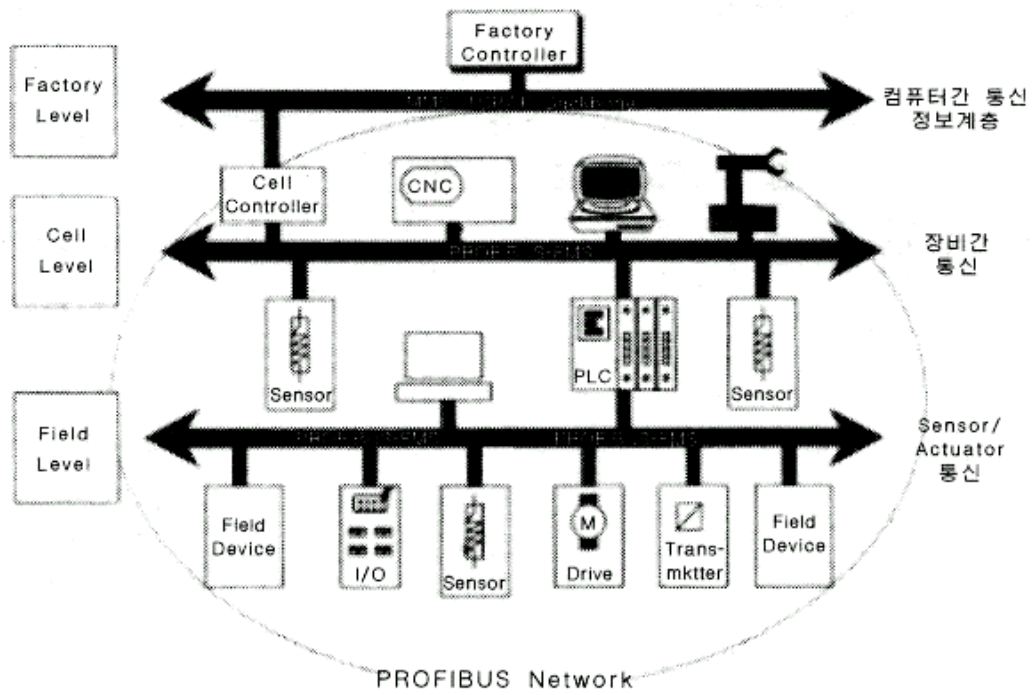 Factory
Controller
Factory
Level
컴퓨터간 통신
정보계층
Cell
Controller
CNC
Cell
Level
장비간
통신
Sensor
PLC
Sensor
Field
Level
Sensor/
Actuator
통신
Field
Device
I/O
Sensor
M
Drive
Trans-
mktter
Field
Device
PROFIBUS Network